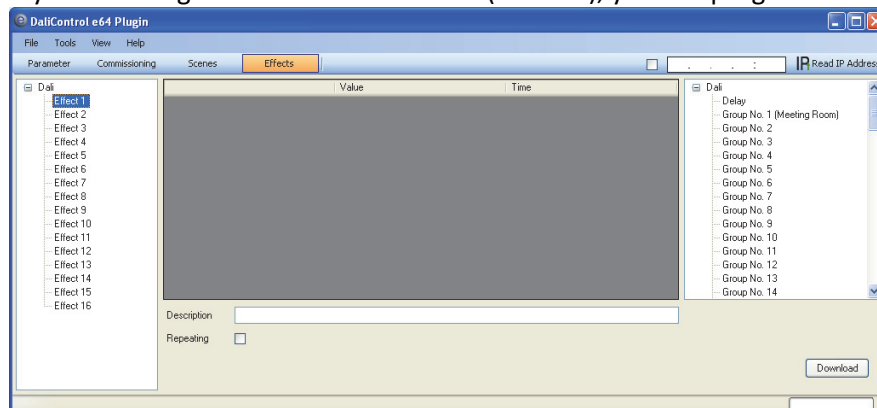 DaliControl e64 Plugin
File Tools View Help
Parameter Commissioning Scenes Effects . . . : IP Read IP Addres
Dali
Effect 1
Effect 2
Effect 3
Effect 4
Effect 5
Effect 6
Effect 7
Effect 8
Effect 9
Effect 10
Effect 11
Effect 12
Effect 13
Effect 14
Effect 15
Effect 16
Value Time
Description
Repeating
Dali
Delay
Group No. 1 (Meeting Room)
Group No. 2
Group No. 3
Group No. 4
Group No. 5
Group No. 6
Group No. 7
Group No. 8
Group No. 9
Group No. 10
Group No. 11
Group No. 12
Group No. 13
Group No. 14
Download